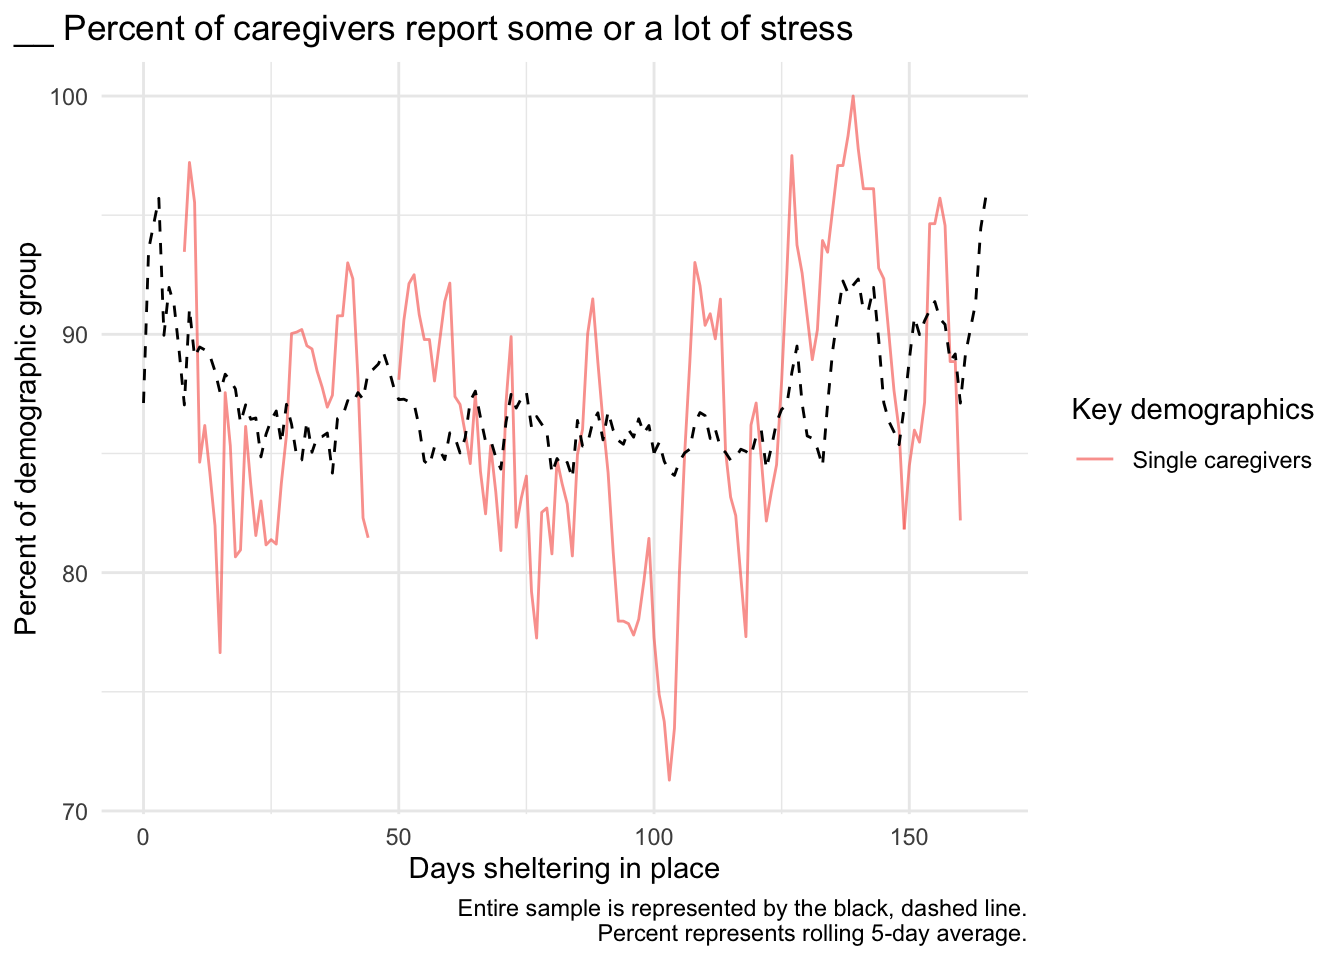 __ Percent of caregivers report some or a lot of stress
Percent of demographic group
100
90
80
70
0
50
100
150
Days sheltering in place
Key demographics
Single caregivers
Entire sample is represented by the black, dashed line.
Percent represents rolling 5-day average.